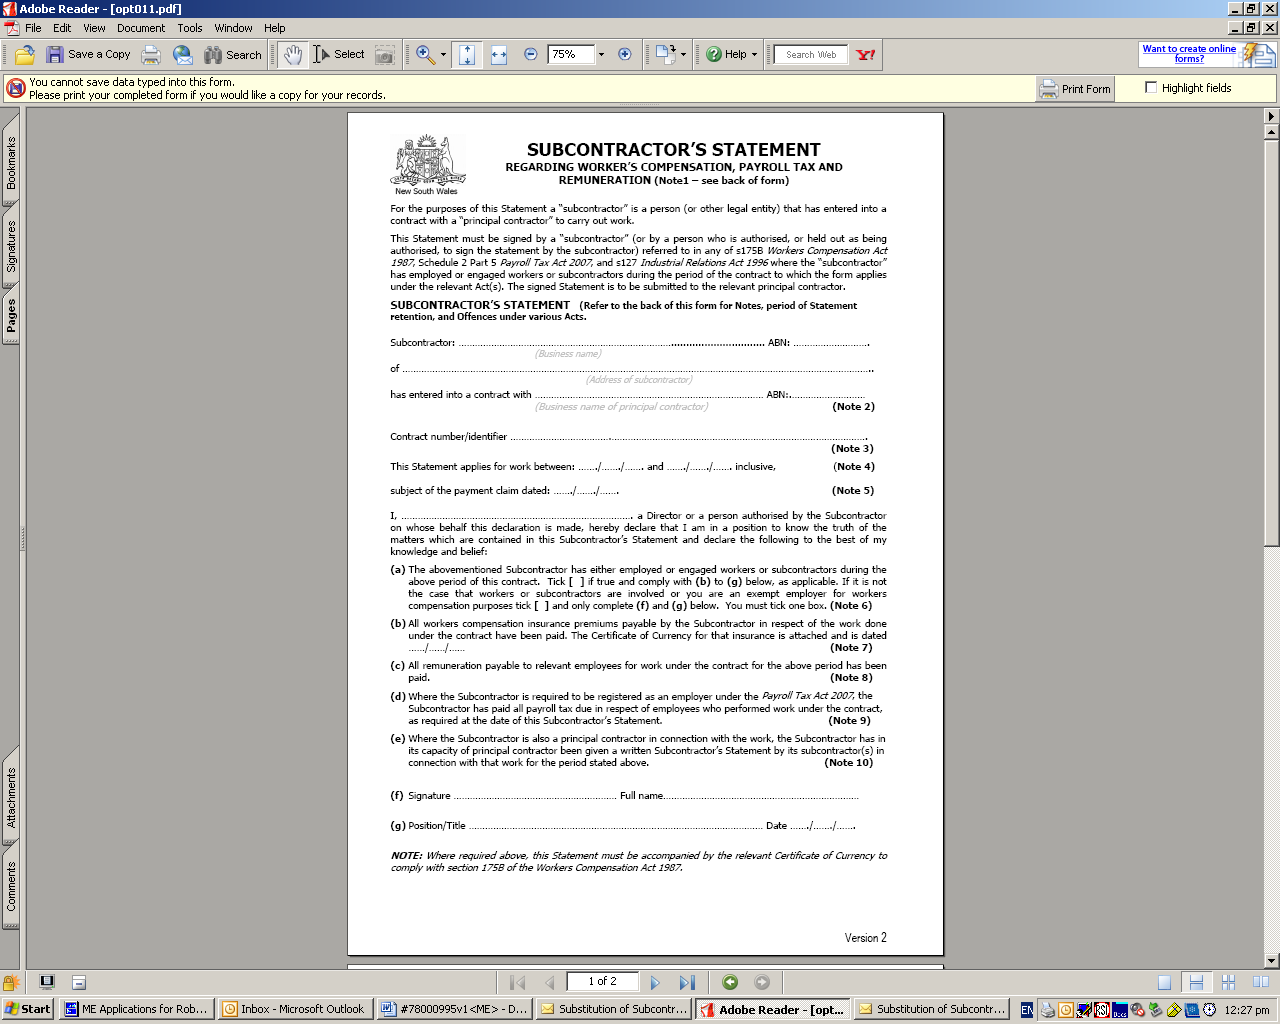 Adobe Reader - [opt011.pdf]
File Edit View Document Tools Window Help
Save a Copy Search Select 75% Help Search Web Y!
Want to create online forms?
You cannot save data typed into this form.
Please print your completed form if you would like a copy for your records.
Print Form Highlight fields
Bookmarks
Signatures
Pages
Attachments
Comments
New South Wales
SUBCONTRACTOR'S STATEMENT
REGARDING WORKER'S COMPENSATION, PAYROLL TAX AND
REMUNERATION (Note1 – see back of form)
For the purposes of this Statement a "subcontractor" is a person (or other legal entity) that has entered into a
contract with a "principal contractor" to carry out work.
This Statement must be signed by a "subcontractor" (or by a person who is authorised, or held out as being
authorised, to sign the statement by the subcontractor) referred to in any of s175B Workers Compensation Act
1987, Schedule 2 Part 5 Payroll Tax Act 2007, and s127 Industrial Relations Act 1996 where the "subcontractor"
has employed or engaged workers or subcontractors during the period of the contract to which the form applies
under the relevant Act(s). The signed Statement is to be submitted to the relevant principal contractor.
SUBCONTRACTOR'S STATEMENT (Refer to the back of this form for Notes, period of Statement
retention, and Offences under various Acts.
Subcontractor: ........................................................................ ABN: ............................
(Business name)
of ........................................................................
(Address of subcontractor)
has entered into a contract with ........................................................................ ABN:............................
(Business name of principal contractor) (Note 2)
Contract number/identifier ........................................................................
(Note 3)
This Statement applies for work between: ......./......./....... and ......./......./....... inclusive, (Note 4)
subject of the payment claim dated: ......./......./....... (Note 5)
I, ........................................................................ a Director or a person authorised by the Subcontractor
on whose behalf this declaration is made, hereby declare that I am in a position to know the truth of the
matters which are contained in this Subcontractor's Statement and declare the following to the best of my
knowledge and belief:
(a) The abovementioned Subcontractor has either employed or engaged workers or subcontractors during the
above period of this contract. Tick [ ] if true and comply with (b) to (g) below, as applicable. If it is not
the case that workers or subcontractors are involved or you are an exempt employer for workers
compensation purposes tick [ ] and only complete (f) and (g) below. You must tick one box. (Note 6)
(b) All workers compensation insurance premiums payable by the Subcontractor in respect of the work done
under the contract have been paid. The Certificate of Currency for that insurance is attached and is dated
....../....../...... (Note 7)
(c) All remuneration payable to relevant employees for work under the contract for the above period has been
paid. (Note 8)
(d) Where the Subcontractor is required to be registered as an employer under the Payroll Tax Act 2007, the
Subcontractor has paid all payroll tax due in respect of employees who performed work under the contract,
as required at the date of this Subcontractor's Statement. (Note 9)
(e) Where the Subcontractor is also a principal contractor in connection with the work, the Subcontractor has in
its capacity of principal contractor been given a written Subcontractor's Statement by its subcontractor(s) in
connection with that work for the period stated above. (Note 10)
(f) Signature ............................................................ Full name............................................................
(g) Position/Title ........................................................................ Date ......./......./.......
NOTE: Where required above, this Statement must be accompanied by the relevant Certificate of Currency to
comply with section 175B of the Workers Compensation Act 1987.
Version 2
1 of 2
Start ME Applications for Rob... Inbox - Microsoft Outlook #78000995v1<ME> - D... Substitution of Subcontr... Adobe Reader - [opt... Substitution of Subcontr... EN 12:27 pm